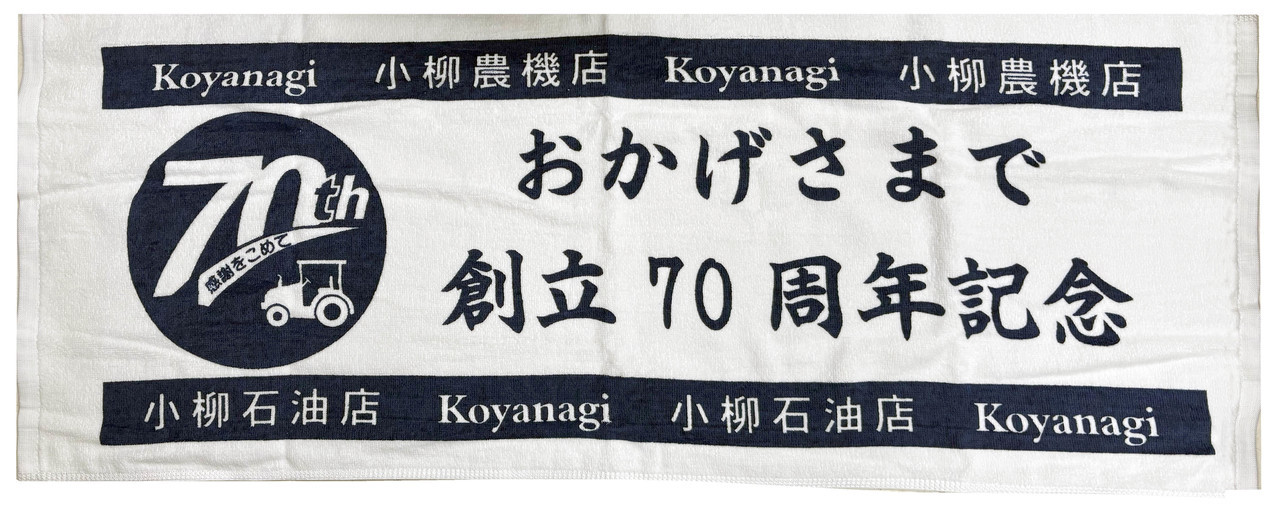 Koyanagi 小柳農機店 Koyanagi 小柳農機店
70th
感謝をこめて
おかげさまで
創立70周年記念
小柳石油店 Koyanagi 小柳石油店 Koyanagi